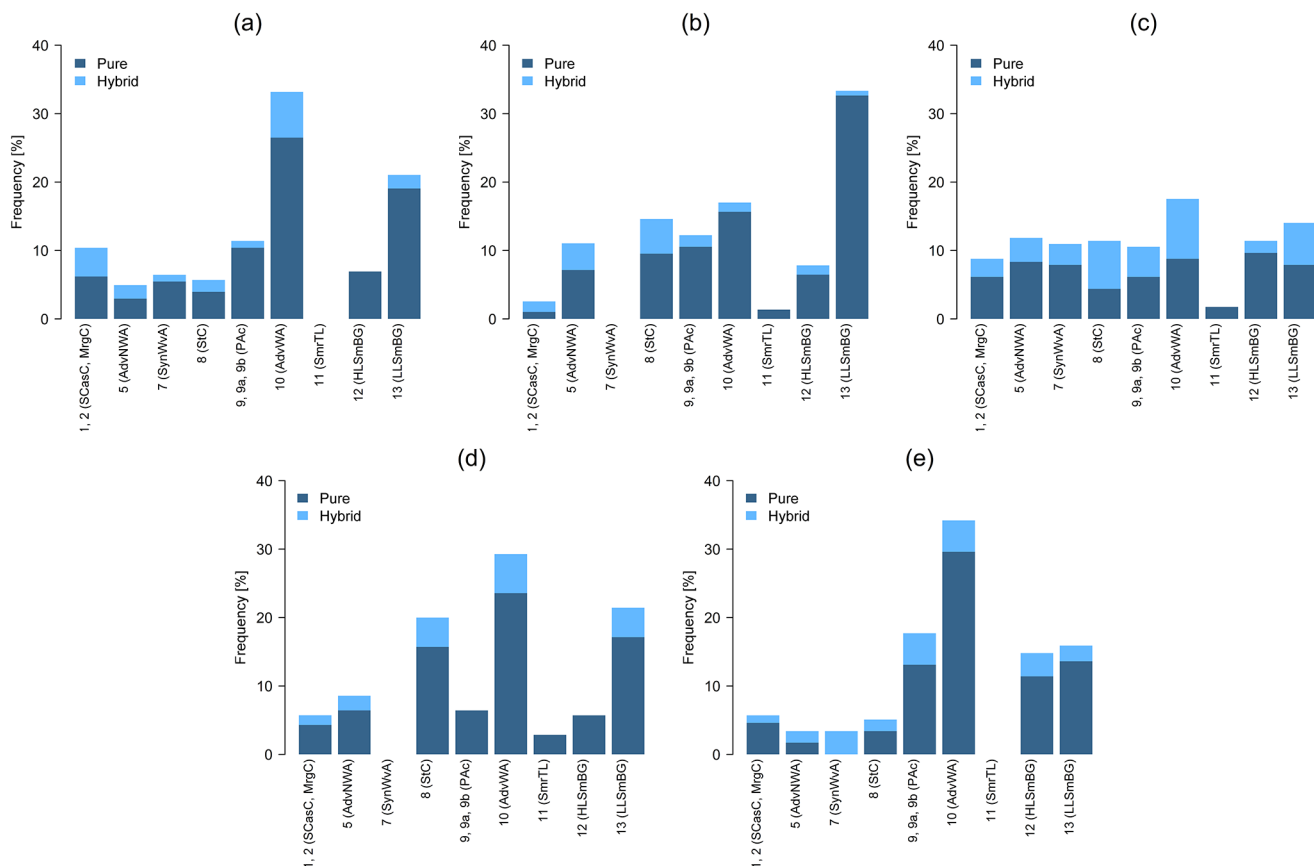 (a)
40
30
20
10
0
Frequency [%]
Pure
Hybrid
1, 2 (SCasC, MrgC)
5 (AdvNWA)
7 (SynWvA)
8 (StC)
9, 9a, 9b (PAc)
10 (AdvWA)
11 (SmrTL)
12 (HLSmBG)
13 (LLSmBG)
(b)
40
30
20
10
0
Frequency [%]
Pure
Hybrid
1, 2 (SCasC, MrgC)
5 (AdvNWA)
7 (SynWvA)
8 (StC)
9, 9a, 9b (PAc)
10 (AdvWA)
11 (SmrTL)
12 (HLSmBG)
13 (LLSmBG)
(c)
40
30
20
10
0
Frequency [%]
Pure
Hybrid
1, 2 (SCasC, MrgC)
5 (AdvNWA)
7 (SynWvA)
8 (StC)
9, 9a, 9b (PAc)
10 (AdvWA)
11 (SmrTL)
12 (HLSmBG)
13 (LLSmBG)
(d)
40
30
20
10
0
Frequency [%]
Pure
Hybrid
1, 2 (SCasC, MrgC)
5 (AdvNWA)
7 (SynWvA)
8 (StC)
9, 9a, 9b (PAc)
10 (AdvWA)
11 (SmrTL)
12 (HLSmBG)
13 (LLSmBG)
(e)
40
30
20
10
0
Frequency [%]
Pure
Hybrid
1, 2 (SCasC, MrgC)
5 (AdvNWA)
7 (SynWvA)
8 (StC)
9, 9a, 9b (PAc)
10 (AdvWA)
11 (SmrTL)
12 (HLSmBG)
13 (LLSmBG)